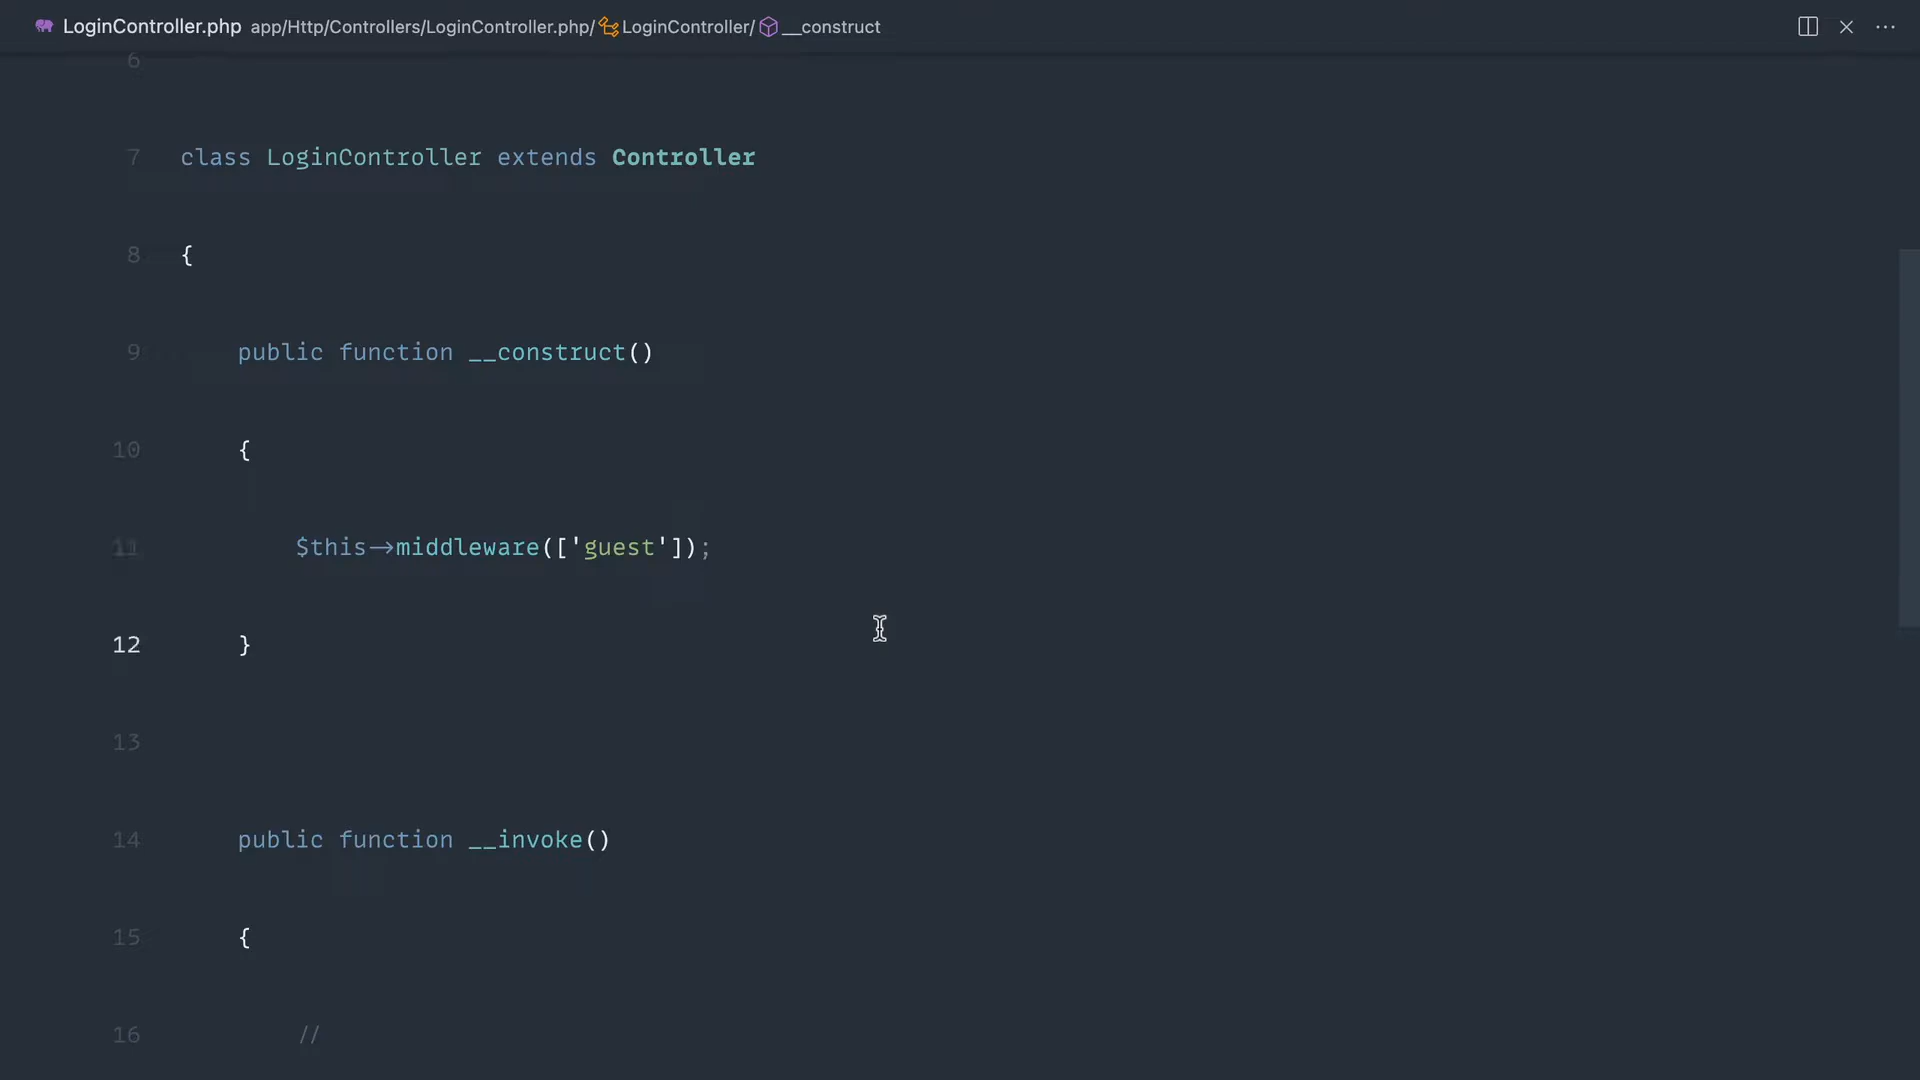 LoginController.php app/Http/Controllers/LoginController.php/ LoginController/ __construct
6
7 class LoginController extends Controller
8 {
9 public function __construct()
10 {
11 $this->middleware(['guest']);
12 }
13
14 public function __invoke()
15 {
16 //